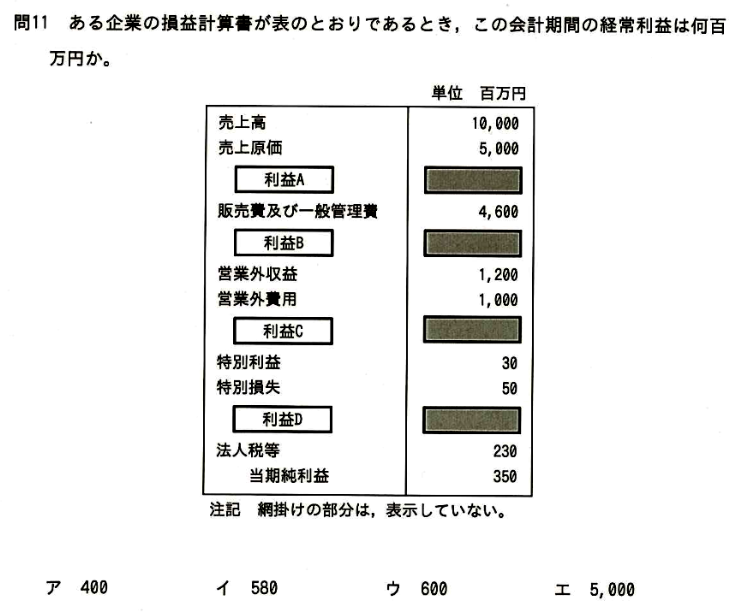 問11 ある企業の損益計算書が表のとおりであるとき，この会計期間の経常利益は何百
万円か。
単位 百万円
売上高 10,000
売上原価 5,000
利益A
販売費及び一般管理費 4,600
利益B
営業外収益 1,200
営業外費用 1,000
利益C
特別利益 30
特別損失 50
利益D
法人税等 230
当期純利益 350
注記 網掛けの部分は，表示していない。
ア 400 イ 580 ウ 600 エ 5,000